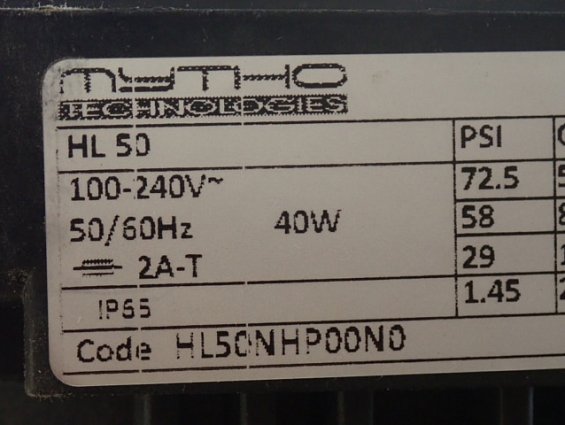 MYTHO
TECHNOLOGIES
HL 50 PSI
100-240V~ 72.5
50/60Hz 40W 58
2A-T 29
IP65 1.45
Code HL50NHP00N0